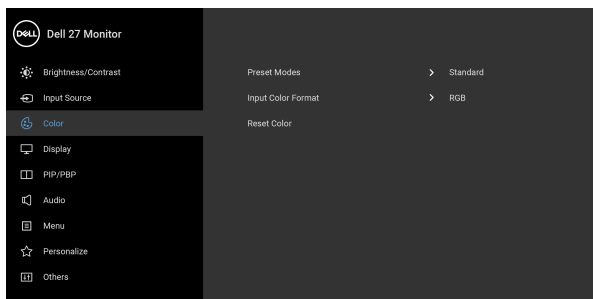 DELL Dell 27 Monitor
Brightness/Contrast
Input Source
Color
Display
PIP/PBP
Audio
Menu
Personalize
Others
Preset Modes > Standard
Input Color Format > RGB
Reset Color